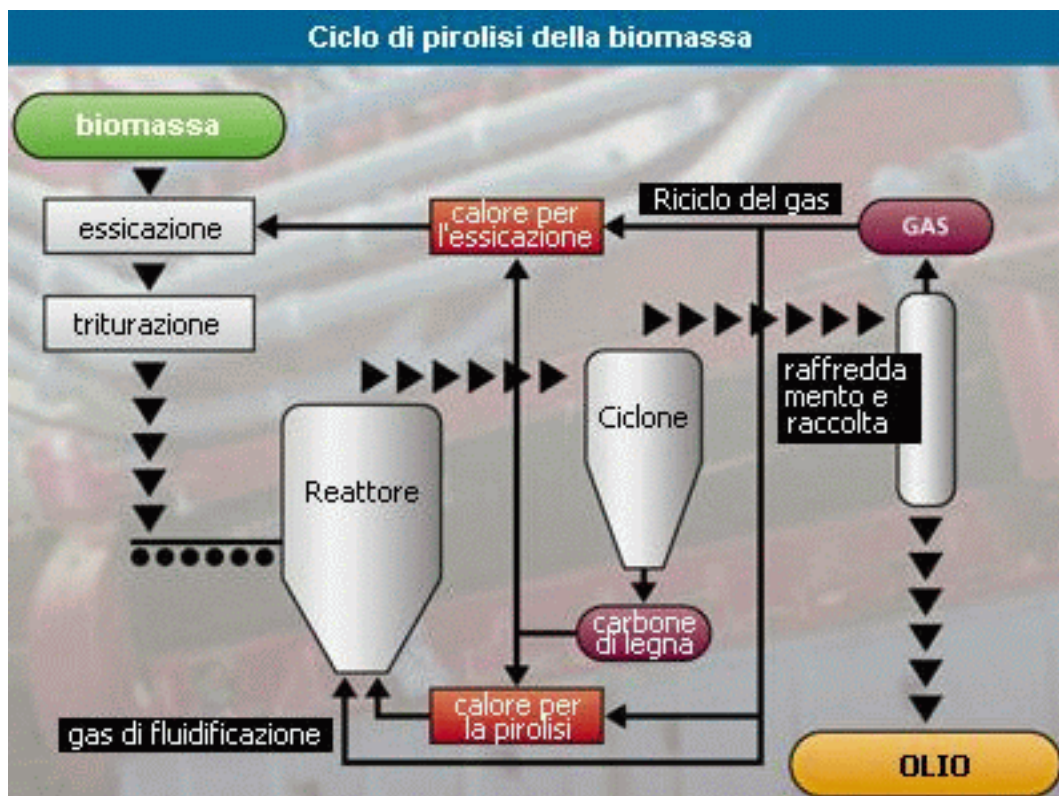 Ciclo di pirolisi della biomassa
biomassa
essicazione
calore per
l'essicazione
Riciclo del gas
GAS
triturazione
raffredda
mento e
raccolta
Ciclone
Reattore
carbone
di legna
calore per
la pirolisi
gas di fluidificazione
OLIO